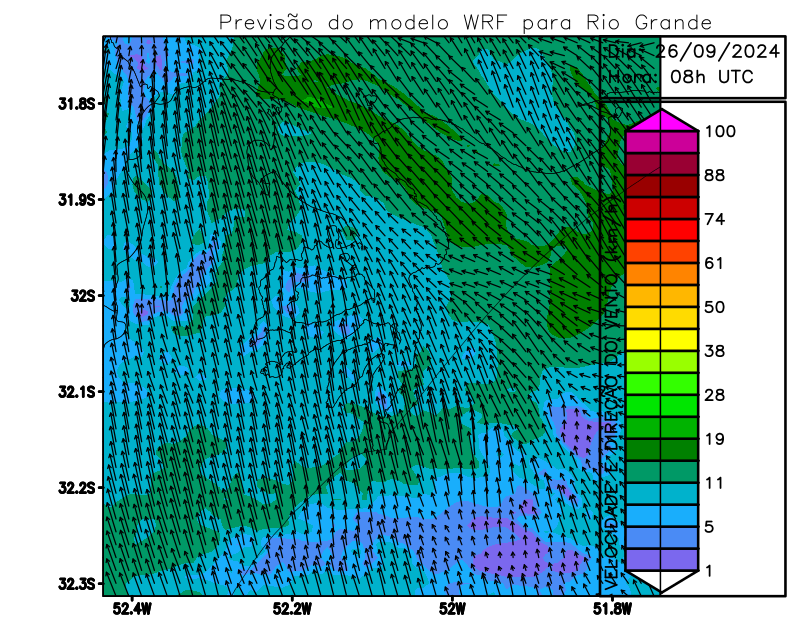 Previsão do modelo WRF para Rio Grande
Dia: 26/09/2024
Hora: 08h UTC
31.8S
31.9S
32S
32.1S
32.2S
32.3S
52.4W
52.2W
52W
51.8W
VELOCIDADE E DIREÇÃO DO VENTO (km/h)
100
88
74
61
50
38
28
19
11
5
1